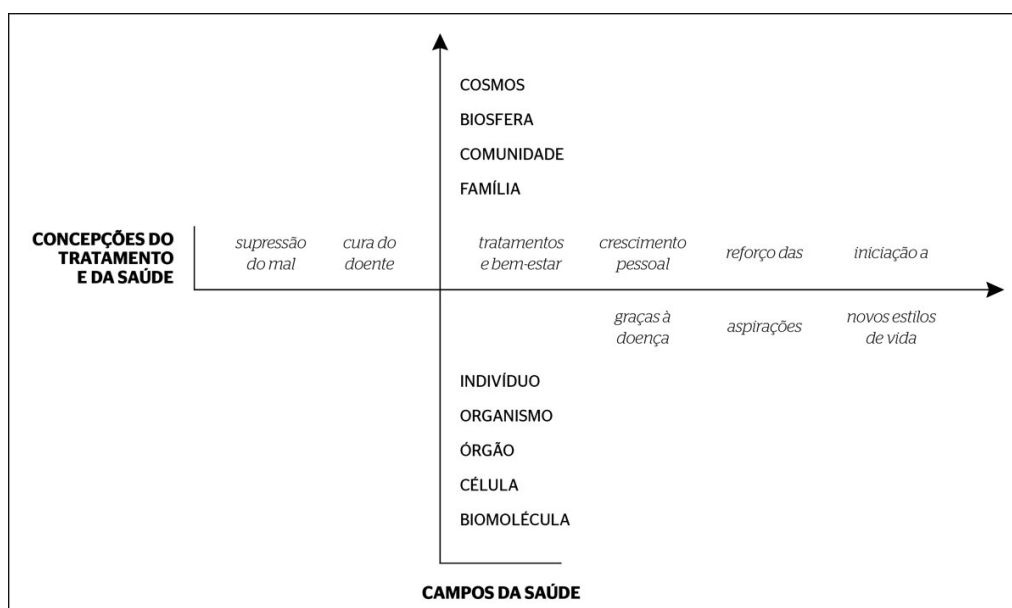 COSMOS
BIOSFERA
COMUNIDADE
FAMÍLIA
CONCEPÇÕES DO
TRATAMENTO
E DA SAÚDE
supressão
do mal
cura do
doente
tratamentos
e bem-estar
crescimento
pessoal
reforço das
iniciação a
graças à
doença
aspirações
novos estilos
de vida
INDIVÍDUO
ORGANISMO
ÓRGÃO
CÉLULA
BIOMOLÉCULA
CAMPOS DA SAÚDE